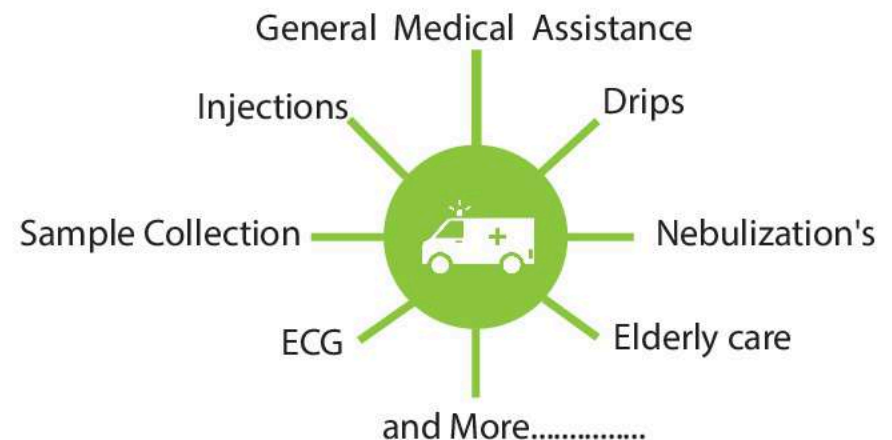 General Medical Assistance
Injections
Drips
Sample Collection
Nebulization's
ECG
Elderly care
and More...............